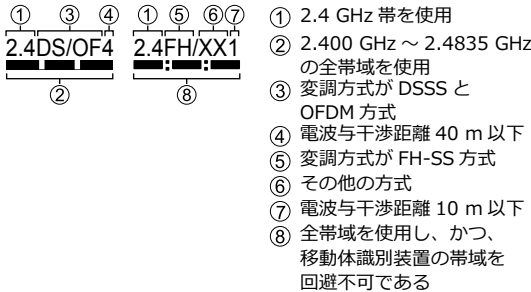 ① ③ ④ ① ⑤ ⑥ ⑦
2.4DS/OF4 2.4FH/XX1
② ⑧
① 2.4 GHz 帯を使用
② 2.400 GHz ～ 2.4835 GHz
の全帯域を使用
③ 変調方式が DSSS と
OFDM 方式
④ 電波与干渉距離 40 m 以下
⑤ 変調方式が FH-SS 方式
⑥ その他の方式
⑦ 電波与干渉距離 10 m 以下
⑧ 全帯域を使用し、かつ、
移動体識別装置の帯域を
回避不可である